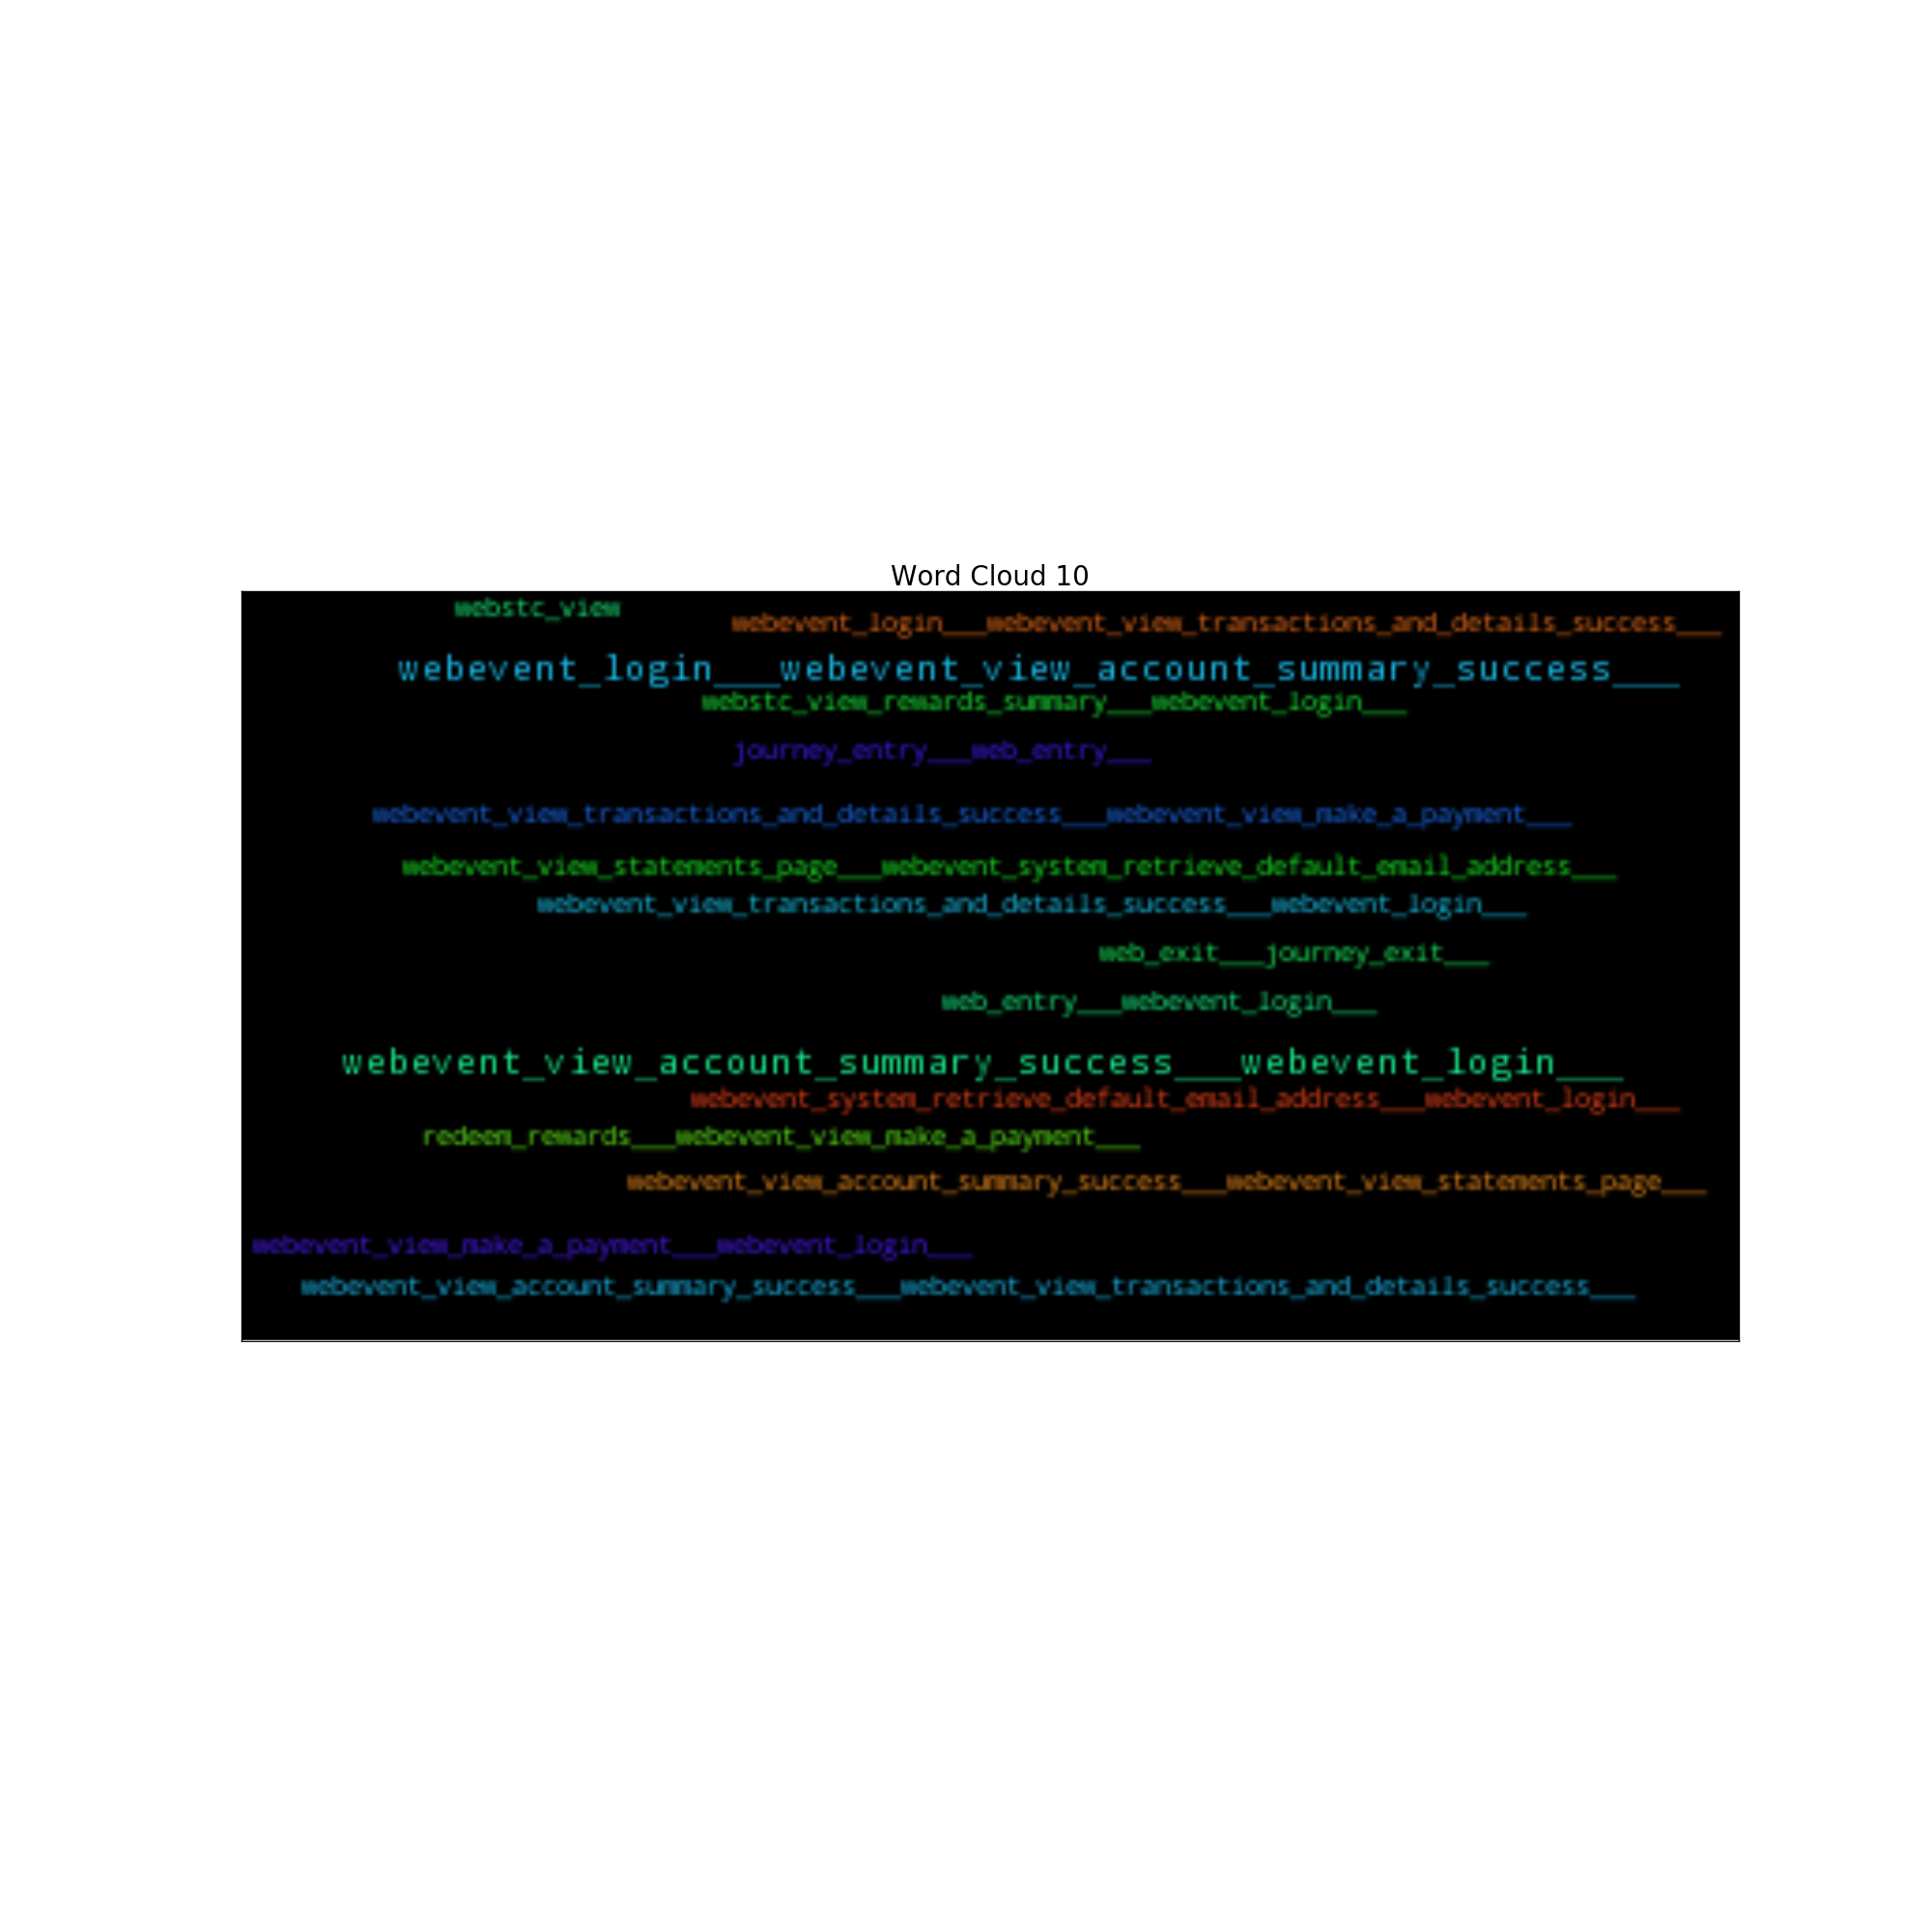 Word Cloud 10
webstc_view
webevent_login___webevent_view_transactions_and_details_success___
webevent_login___webevent_view_account_summary_success___
webstc_view_rewards_summary___webevent_login___
journey_entry___web_entry___
webevent_view_transactions_and_details_success___webevent_view_make_a_payment___
webevent_view_statements_page___webevent_system_retrieve_default_email_address___
webevent_view_transactions_and_details_success___webevent_login___
web_exit___journey_exit___
web_entry___webevent_login___
webevent_view_account_summary_success___webevent_login___
webevent_system_retrieve_default_email_address___webevent_login___
redeem_rewards___webevent_view_make_a_payment___
webevent_view_account_summary_success___webevent_view_statements_page___
webevent_view_make_a_payment___webevent_login___
webevent_view_account_summary_success___webevent_view_transactions_and_details_success___